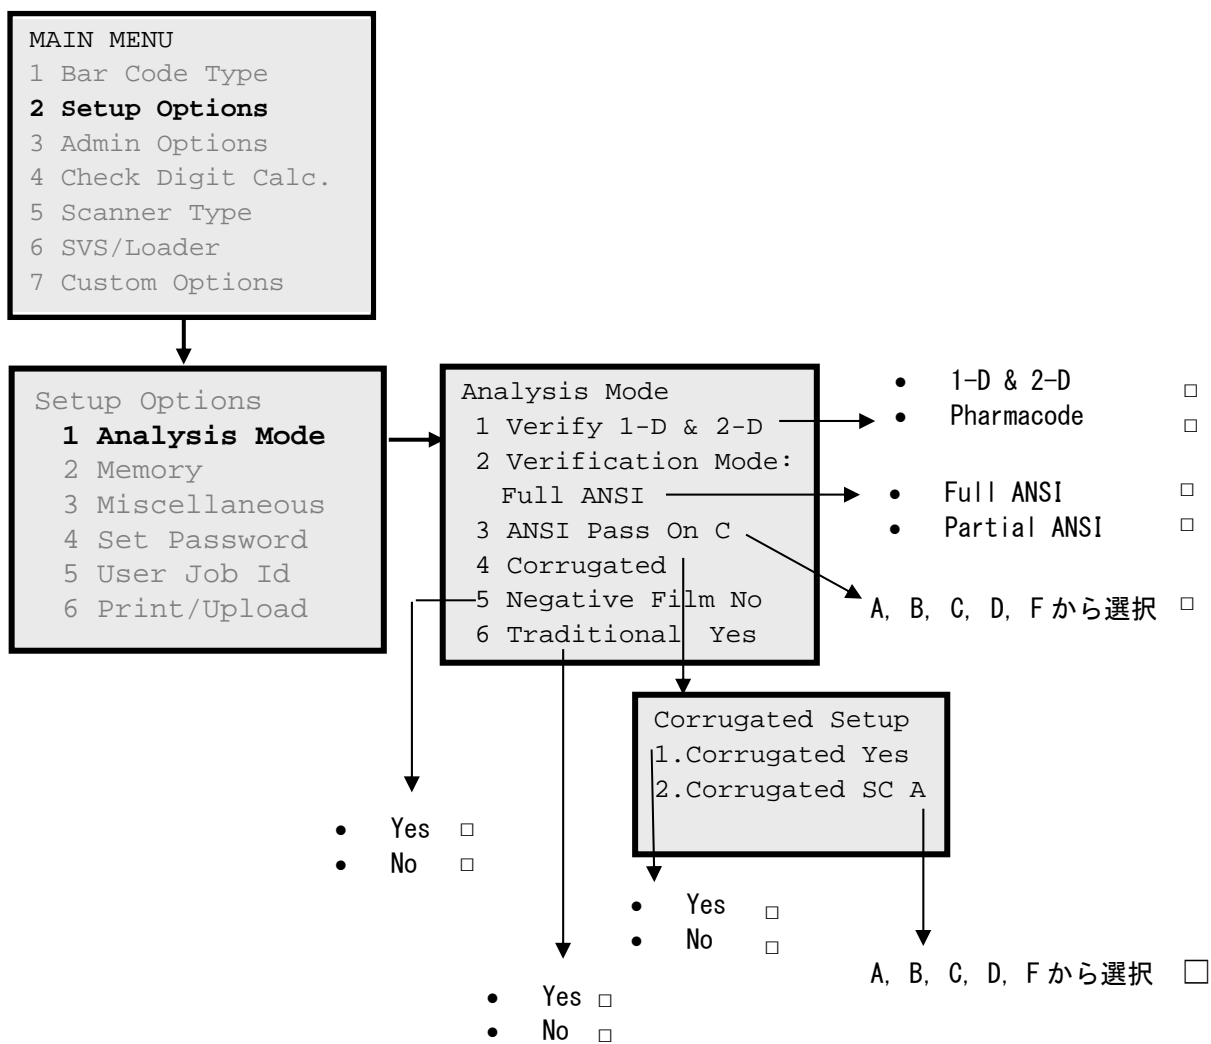 MAIN MENU
1 Bar Code Type
2 Setup Options
3 Admin Options
4 Check Digit Calc.
5 Scanner Type
6 SVS/Loader
7 Custom Options
Setup Options
1 Analysis Mode
2 Memory
3 Miscellaneous
4 Set Password
5 User Job Id
6 Print/Upload
Analysis Mode
1 Verify 1-D & 2-D
2 Verification Mode:
Full ANSI
3 ANSI Pass On C
4 Corrugated
5 Negative Film No
6 Traditional Yes
• 1-D & 2-D □
• Pharmacode □
• Full ANSI □
• Partial ANSI □
A, B, C, D, F から選択 □
Corrugated Setup
1.Corrugated Yes
2.Corrugated SC A
• Yes □
• No □
• Yes □
• No □
A, B, C, D, F から選択 □
• Yes □
• No □